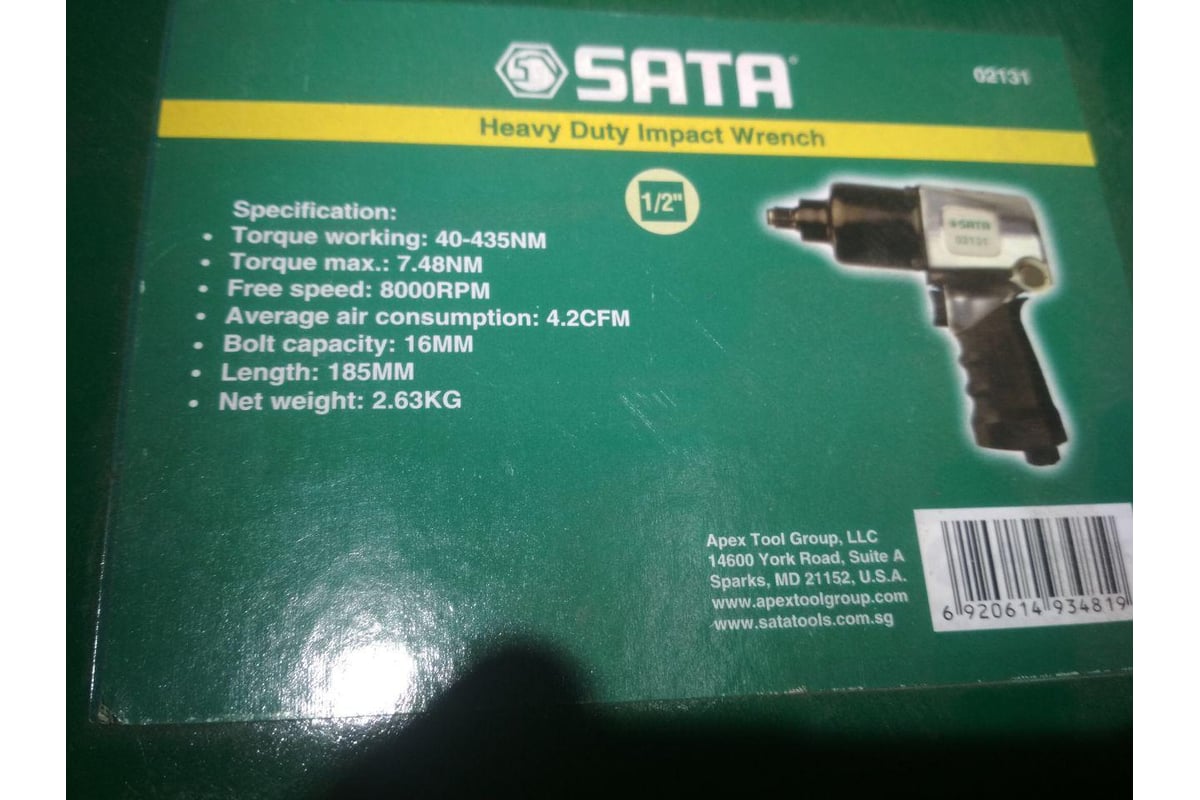 SATA®
02131
Heavy Duty Impact Wrench
1/2"
Specification:
• Torque working: 40-435NM
• Torque max.: 7.48NM
• Free speed: 8000RPM
• Average air consumption: 4.2CFM
• Bolt capacity: 16MM
• Length: 185MM
• Net weight: 2.63KG
SATA
02131
Apex Tool Group, LLC
14600 York Road, Suite A
Sparks, MD 21152, U.S.A.
www.apextoolgroup.com
www.satatools.com.sg
6 920614 934819